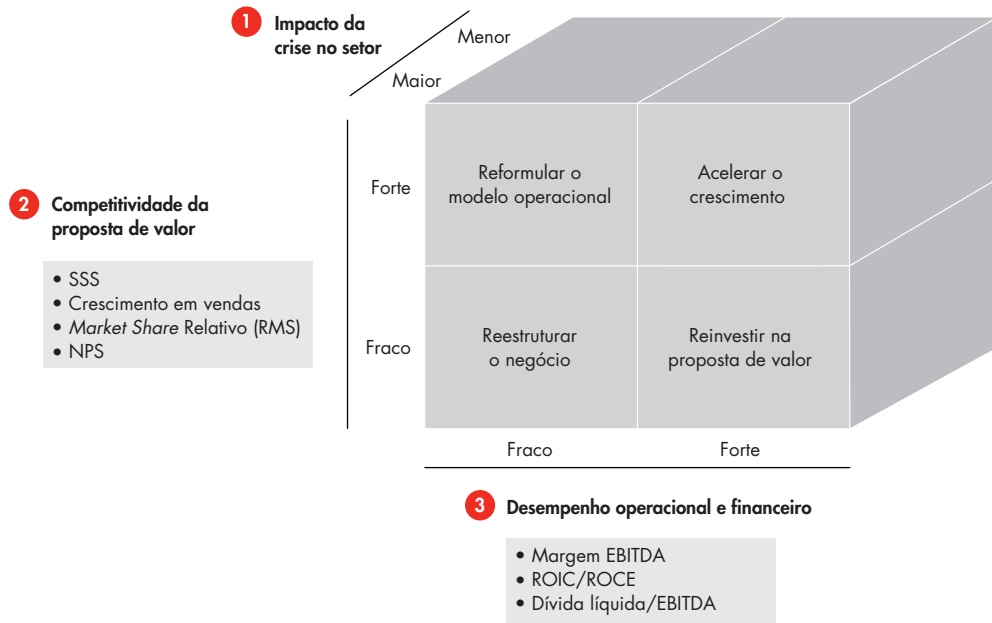 1
Impacto da
crise no setor
Menor
Maior
Forte
Reformular o
modelo operacional
Acelerar o
crescimento
2
Competitividade da
proposta de valor
• SSS
• Crescimento em vendas
• Market Share Relativo (RMS)
• NPS
Fraco
Reestruturar
o negócio
Reinvestir na
proposta de valor
Fraco
Forte
3
Desempenho operacional e financeiro
• Margem EBITDA
• ROIC/ROCE
• Dívida líquida/EBITDA